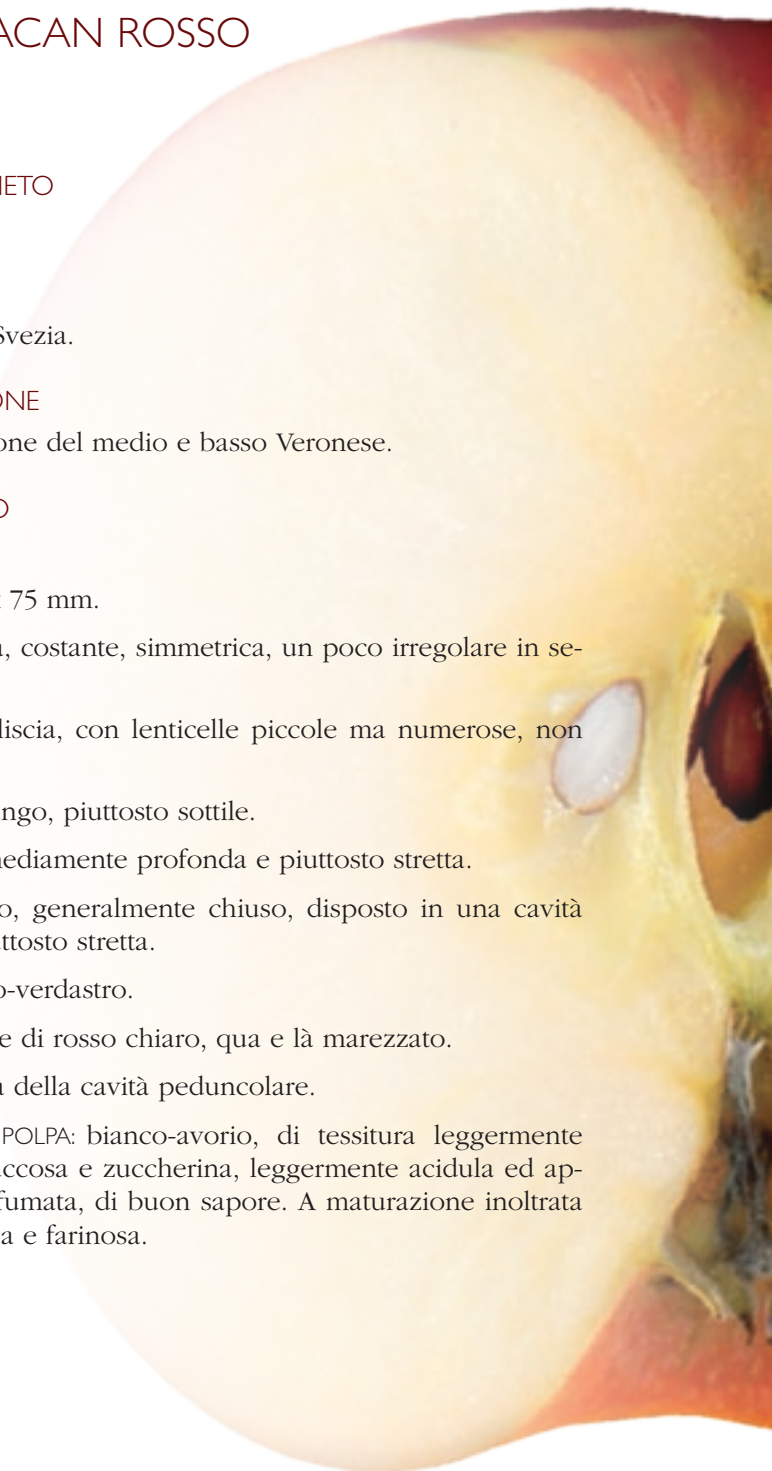 ACAN ROSSO
IETO
Svezia.
ONE
one del medio e basso Veronese.
O
75 mm.
a, costante, simmetrica, un poco irregolare in se-
liscia, con lenticelle piccole ma numerose, non
ngo, piuttosto sottile.
mediamente profonda e piuttosto stretta.
o, generalmente chiuso, disposto in una cavità
uttosto stretta.
o-verdastro.
e di rosso chiaro, qua e là marezzato.
a della cavità peduncolare.
POLPA: bianco-avorio, di tessitura leggermente
uccosa e zuccherina, leggermente acidula ed ap-
fumata, di buon sapore. A maturazione inoltrata
a e farinosa.